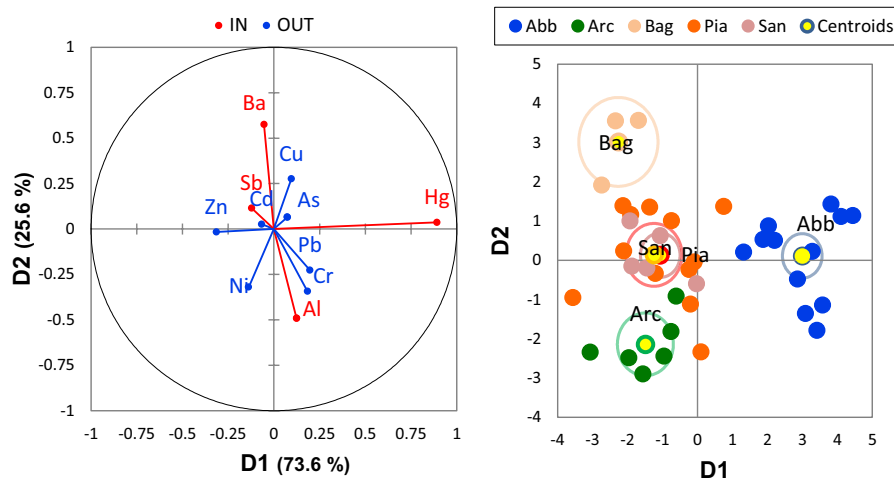 IN OUT
1
0.75
0.5
0.25
0
-0.25
-0.5
-0.75
-1
Ba
Cu
Sb
Cd
As
Hg
Zn
Pb
Ni
Cr
Al
-1 -0.75 -0.5 -0.25 0 0.25 0.5 0.75 1
D2 (25.6 %)
D1 (73.6 %)
Abb Arc Bag Pia San Centroids
5
4
3
2
1
0
-1
-2
-3
-4
Bag
Abb
San Pia
Arc
-4 -3 -2 -1 0 1 2 3 4 5
D2
D1